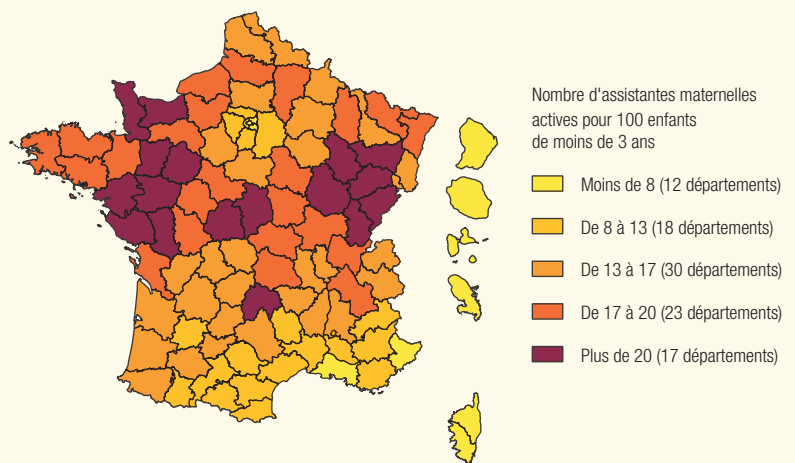 Nombre d'assistantes maternelles
actives pour 100 enfants
de moins de 3 ans
Moins de 8 (12 départements)
De 8 à 13 (18 départements)
De 13 à 17 (30 départements)
De 17 à 20 (23 départements)
Plus de 20 (17 départements)